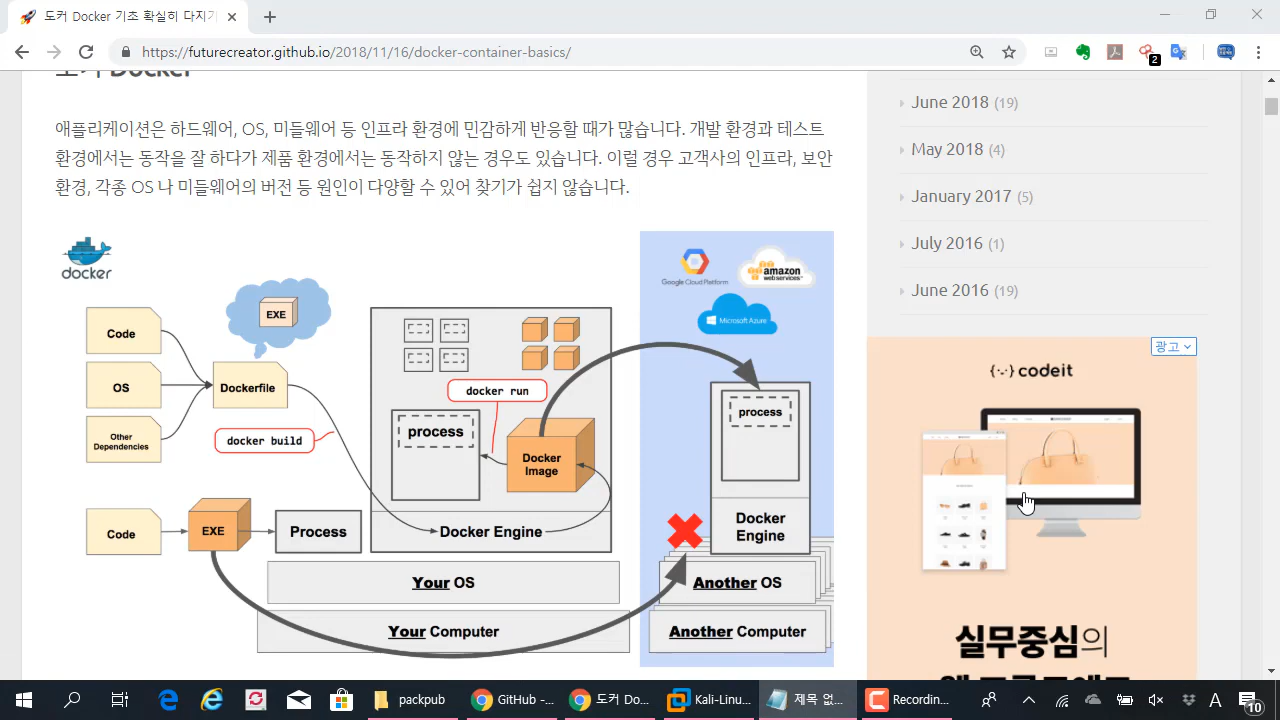 도커 Docker 기초 확실히 다지기
https://futurecreator.github.io/2018/11/16/docker-container-basics/
2
도커 Docker
애플리케이션은 하드웨어, OS, 미들웨어 등 인프라 환경에 민감하게 반응할 때가 많습니다. 개발 환경과 테스트
환경에서는 동작을 잘 하다가 제품 환경에서는 동작하지 않는 경우도 있습니다. 이럴 경우 고객사의 인프라, 보안
환경, 각종 OS 나 미들웨어의 버전 등 원인이 다양할 수 있어 찾기가 쉽지 않습니다.
docker
EXE
Code
OS
Other
Dependencies
Dockerfile
docker build
docker run
process
Docker
Image
Docker Engine
Code
EXE
Process
Your OS
Your Computer
Google Cloud Platform
amazon
web services™
Microsoft Azure
process
Docker
Engine
Another OS
Another Computer
June 2018 (19)
May 2018 (4)
January 2017 (5)
July 2016 (1)
June 2016 (19)
광고
{·~·} codeit
실무중심의
packpub
GitHub -...
도커 Do...
Kali-Linu...
제목 없...
Recordin...
A
10